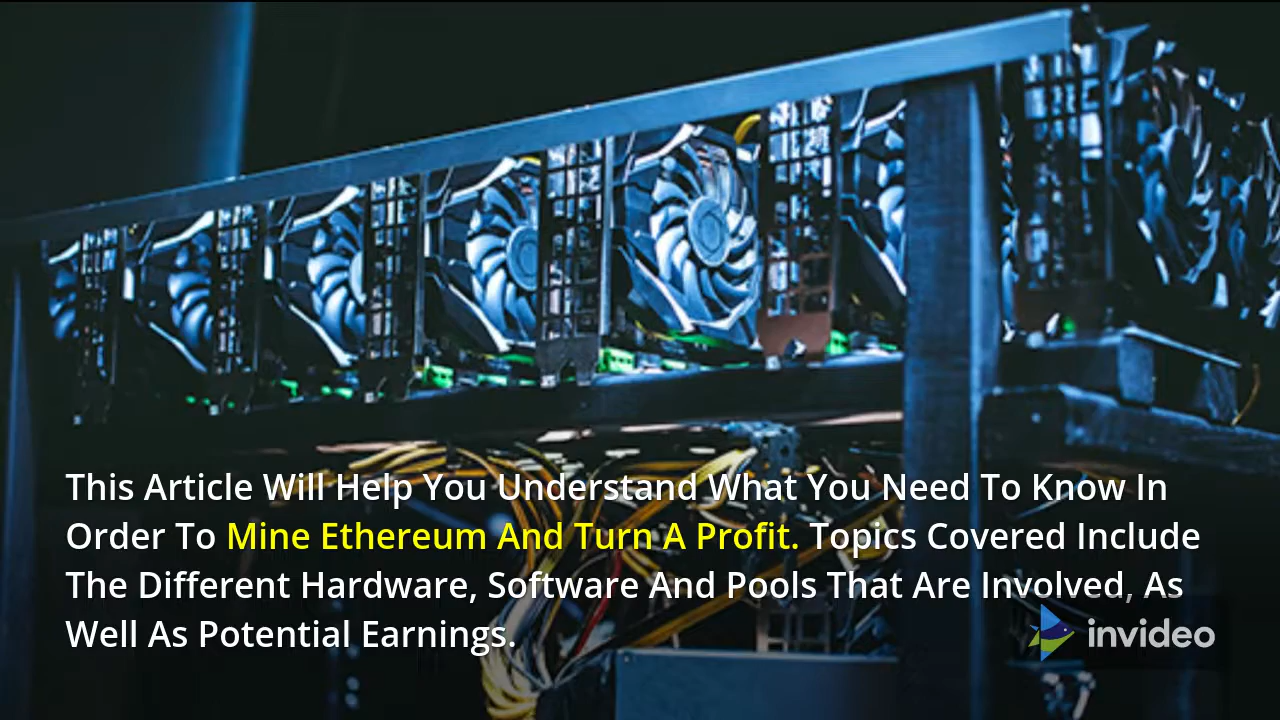 This Article Will Help You Understand What You Need To Know In
Order To Mine Ethereum And Turn A Profit. Topics Covered Include
The Different Hardware, Software And Pools That Are Involved, As
Well As Potential Earnings.
invideo